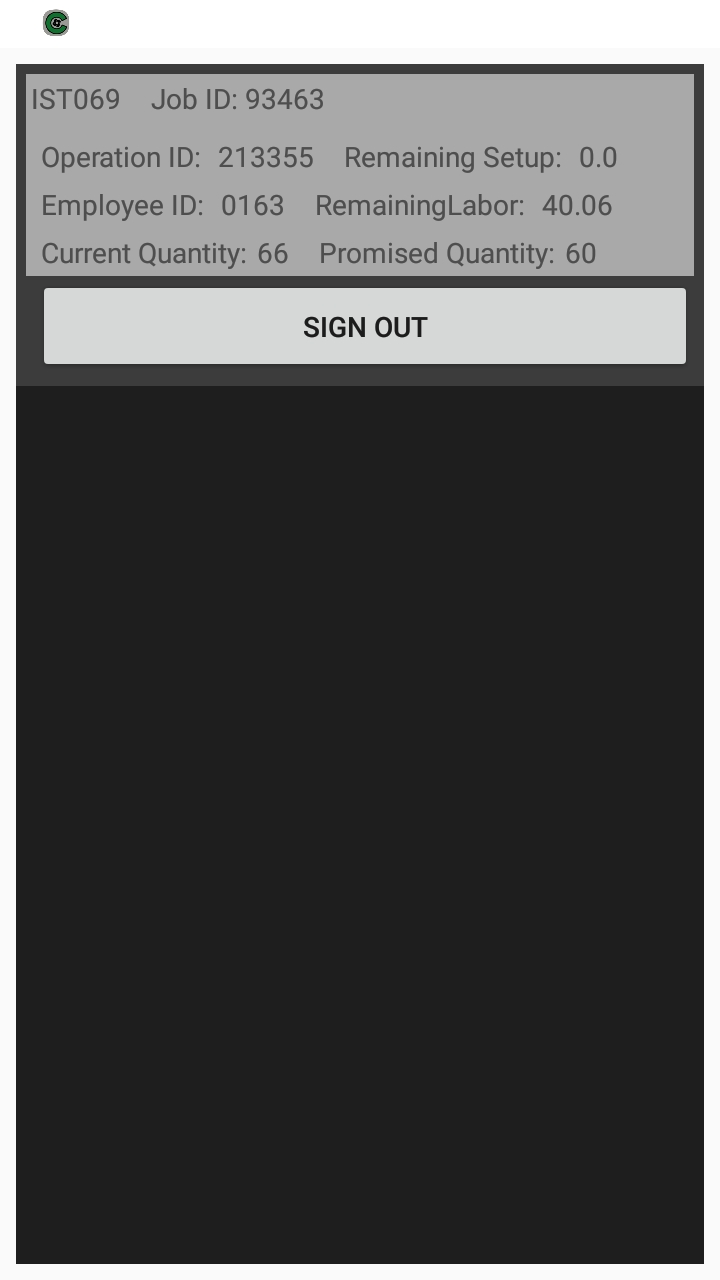 IST069 Job ID: 93463
Operation ID: 213355 Remaining Setup: 0.0
Employee ID: 0163 RemainingLabor: 40.06
Current Quantity: 66 Promised Quantity: 60
SIGN OUT